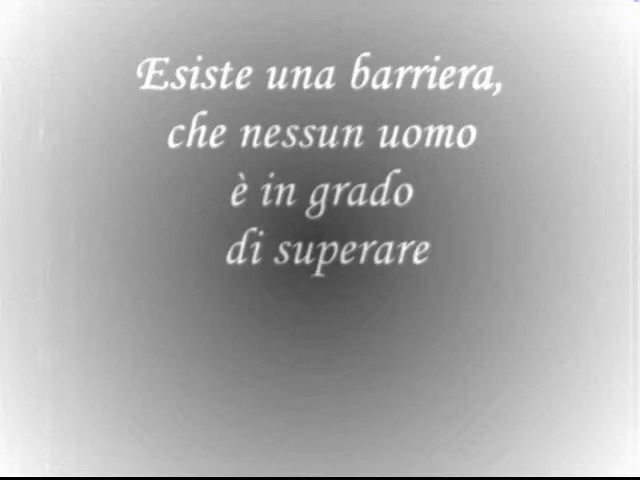 Esiste una barriera,
che nessun uomo
è in grado
di superare